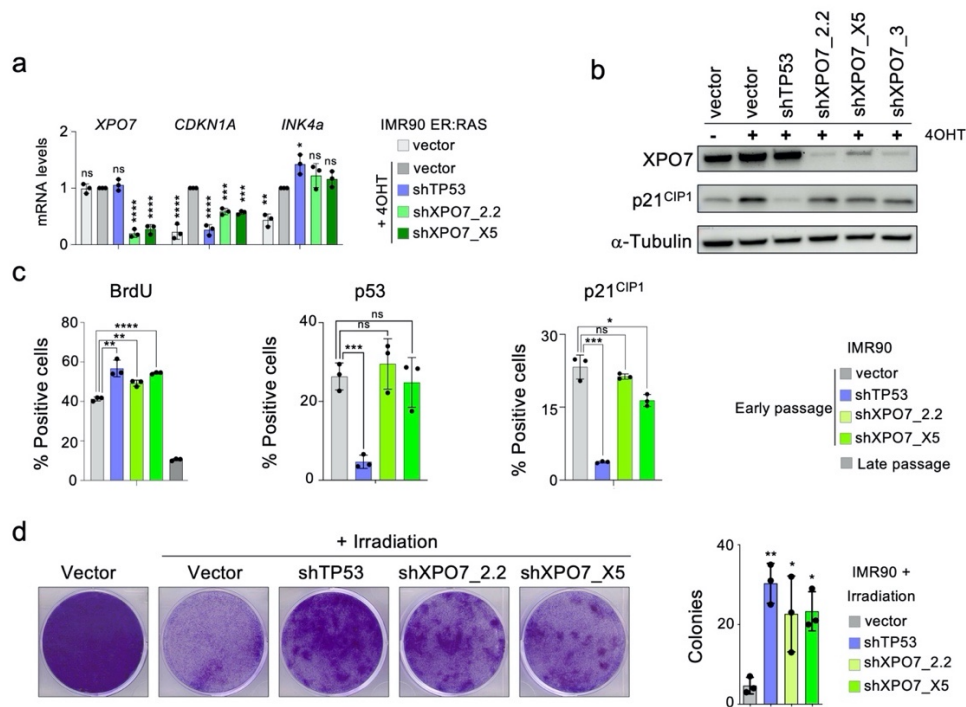 a
XPO7
CDKN1A
INK4a
mRNA levels
2
1
0
ns
ns
****
****
****
****
***
***
**
*
ns
ns
IMR90 ER:RAS
vector
vector
shTP53
shXPO7_2.2
shXPO7_X5
+ 4OHT
b
vector
vector
shTP53
shXPO7_2.2
shXPO7_X5
shXPO7_3
- + + + + + 4OHT
XPO7
p21CIP1
α-Tubulin
c
BrdU
% Positive cells
80
60
40
20
0
****
**
**
p53
% Positive cells
40
20
0
ns
ns
***
p21CIP1
% Positive cells
30
15
0
*
ns
***
IMR90
Early passage
vector
shTP53
shXPO7_2.2
shXPO7_X5
Late passage
d
+ Irradiation
Vector
Vector
shTP53
shXPO7_2.2
shXPO7_X5
Colonies
40
20
0
**
*
*
IMR90 +
Irradiation
vector
shTP53
shXPO7_2.2
shXPO7_X5